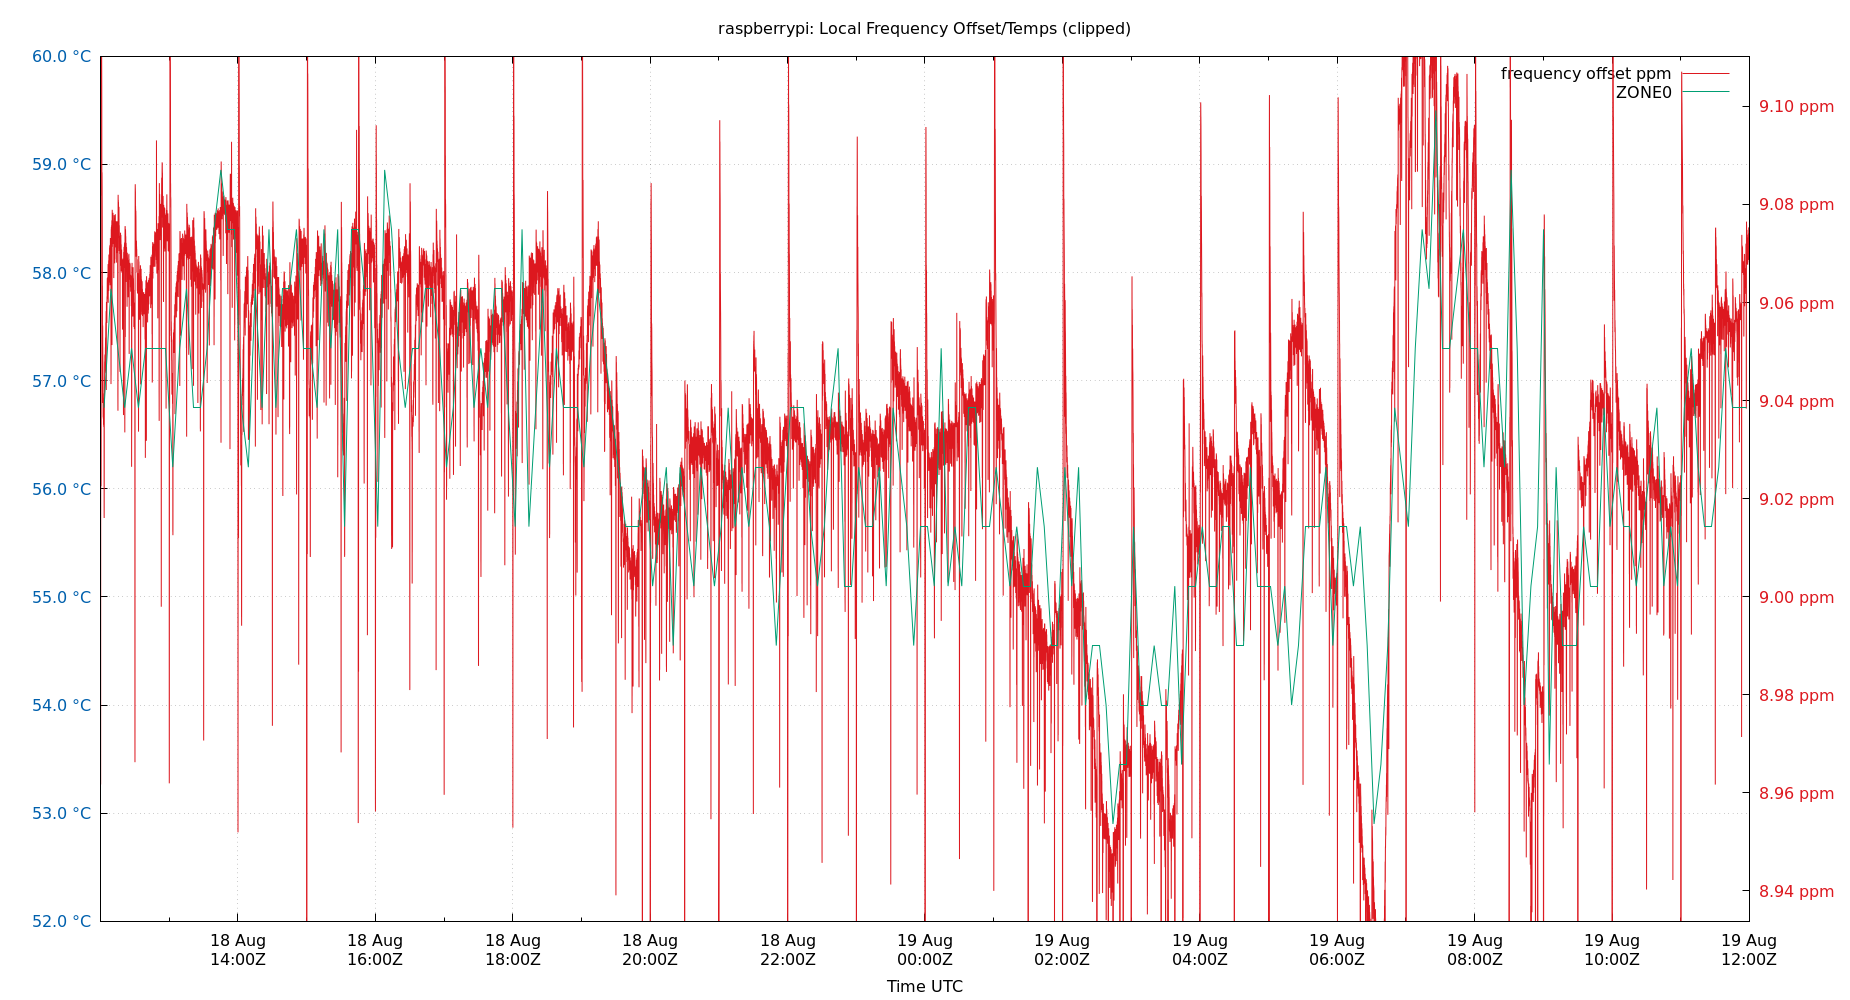 raspberrypi: Local Frequency Offset/Temps (clipped)
60.0 °C
59.0 °C
58.0 °C
57.0 °C
56.0 °C
55.0 °C
54.0 °C
53.0 °C
52.0 °C
frequency offset ppm
ZONE0
9.10 ppm
9.08 ppm
9.06 ppm
9.04 ppm
9.02 ppm
9.00 ppm
8.98 ppm
8.96 ppm
8.94 ppm
18 Aug
14:00Z
18 Aug
16:00Z
18 Aug
18:00Z
18 Aug
20:00Z
18 Aug
22:00Z
19 Aug
00:00Z
19 Aug
02:00Z
19 Aug
04:00Z
19 Aug
06:00Z
19 Aug
08:00Z
19 Aug
10:00Z
19 Aug
12:00Z
Time UTC